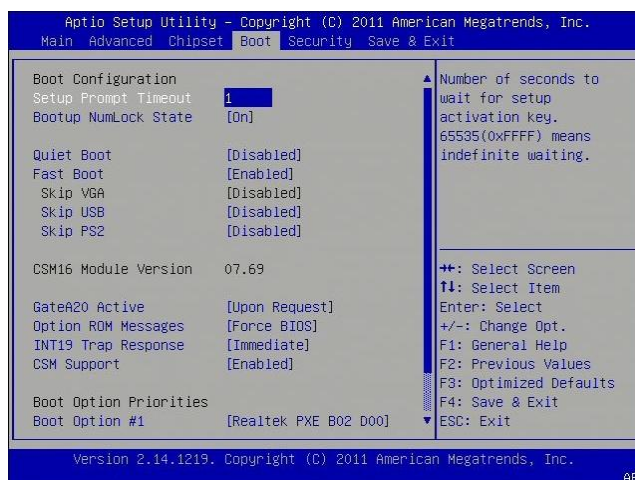 Aptio Setup Utility – Copyright (C) 2011 American Megatrends, Inc.
Main Advanced Chipset Boot Security Save & Exit
Boot Configuration
Setup Prompt Timeout 1
Bootup NumLock State [On]
Quiet Boot [Disabled]
Fast Boot [Enabled]
Skip VGA [Disabled]
Skip USB [Disabled]
Skip PS2 [Disabled]
CSM16 Module Version 07.69
GateA20 Active [Upon Request]
Option ROM Messages [Force BIOS]
INT19 Trap Response [Immediate]
CSM Support [Enabled]
Boot Option Priorities
Boot Option #1 [Realtek PXE B02 D00]
Number of seconds to
wait for setup
activation key.
65535(0xFFFF) means
indefinite waiting.
→←: Select Screen
↑↓: Select Item
Enter: Select
+/-: Change Opt.
F1: General Help
F2: Previous Values
F3: Optimized Defaults
F4: Save & Exit
ESC: Exit
Version 2.14.1219. Copyright (C) 2011 American Megatrends, Inc.